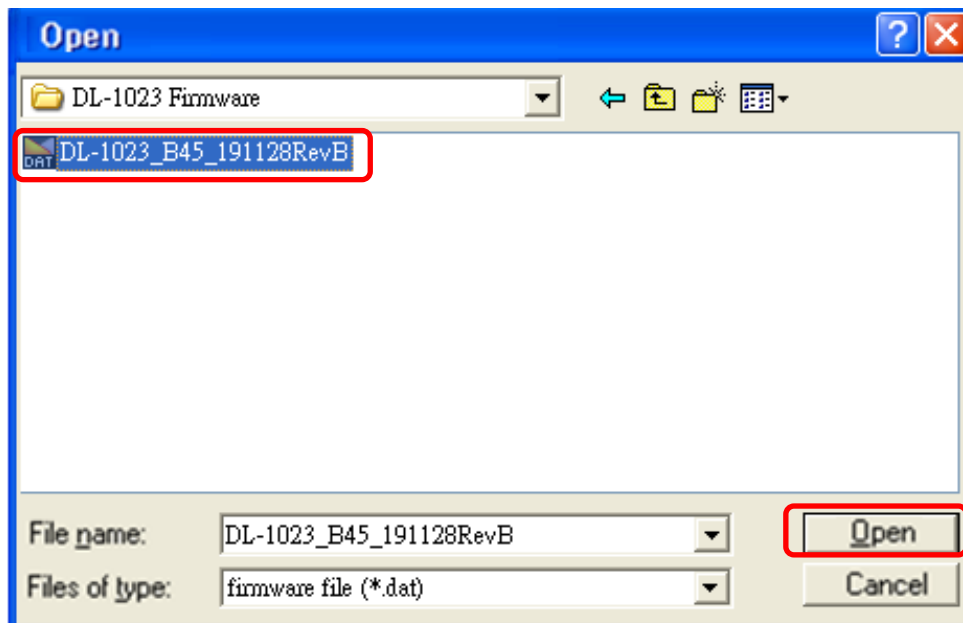 Open
DL-1023 Firmware
DAT DL-1023_B45_191128RevB
File name: DL-1023_B45_191128RevB Open
Files of type: firmware file (*.dat) Cancel